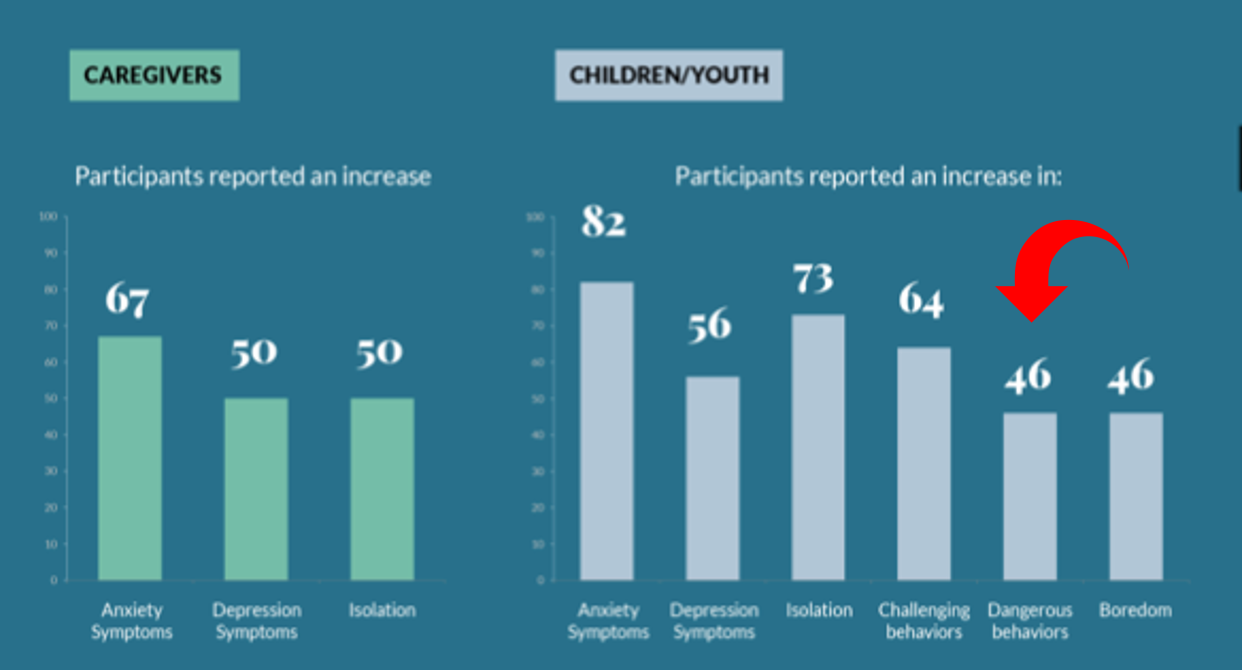 CAREGIVERS
Participants reported an increase
100
90
80
70
60
50
40
30
20
10
0
67
50
50
Anxiety
Symptoms
Depression
Symptoms
Isolation
CHILDREN/YOUTH
Participants reported an increase in:
100
90
80
70
60
50
40
30
20
10
0
82
56
73
64
46
46
Anxiety
Symptoms
Depression
Symptoms
Isolation
Challenging
behaviors
Dangerous
behaviors
Boredom